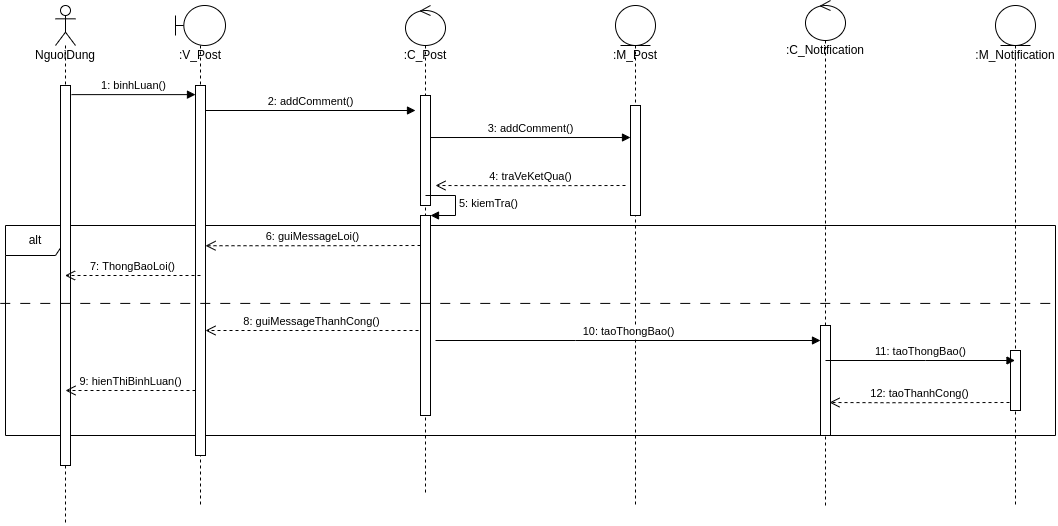 NguoiDung
:V_Post
:C_Post
:M_Post
:C_Notification
:M_Notification
1: binhLuan()
2: addComment()
3: addComment()
4: traVeKetQua()
5: kiemTra()
alt
6: guiMessageLoi()
7: ThongBaoLoi()
8: guiMessageThanhCong()
10: taoThongBao()
11: taoThongBao()
9: hienThiBinhLuan()
12: taoThanhCong()